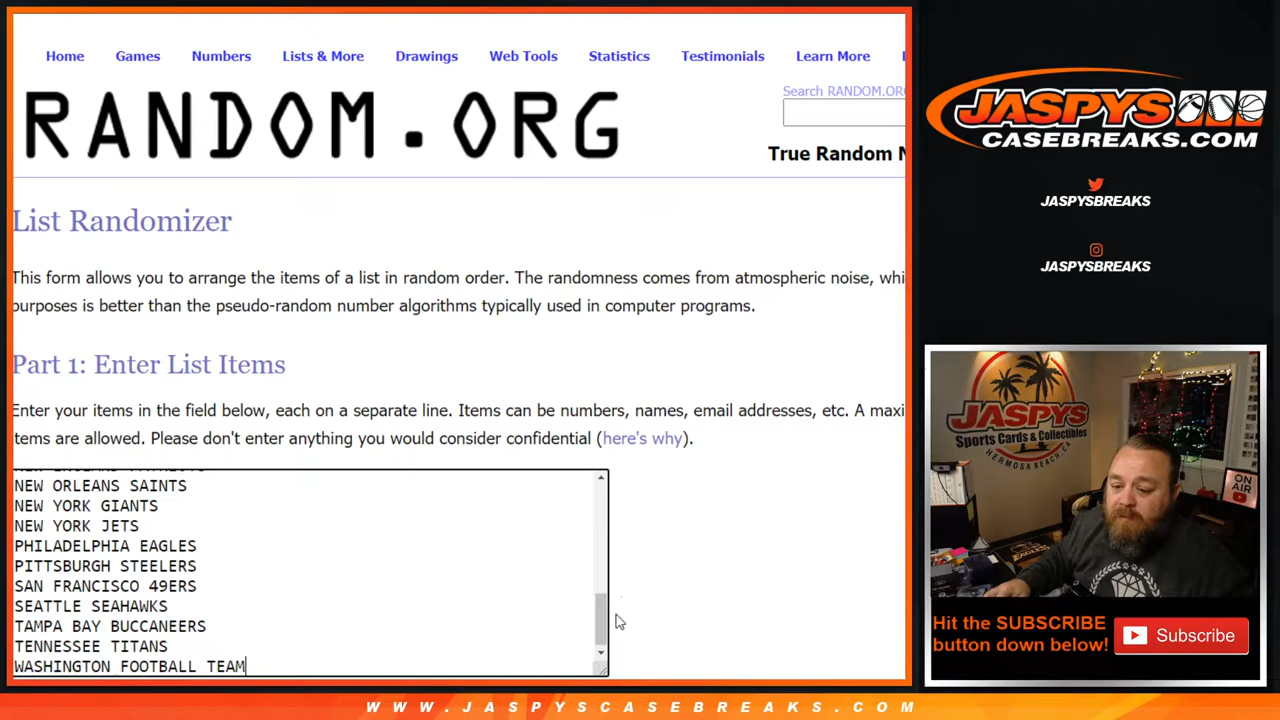 Home Games Numbers Lists & More Drawings Web Tools Statistics Testimonials Learn More
Search RANDOM.ORG
RANDOM.ORG
True Random N
List Randomizer
This form allows you to arrange the items of a list in random order. The randomness comes from atmospheric noise, whi
purposes is better than the pseudo-random number algorithms typically used in computer programs.
Part 1: Enter List Items
Enter your items in the field below, each on a separate line. Items can be numbers, names, email addresses, etc. A maxi
items are allowed. Please don't enter anything you would consider confidential (here's why).
NEW ENGLAND PATRIOTS
NEW ORLEANS SAINTS
NEW YORK GIANTS
NEW YORK JETS
PHILADELPHIA EAGLES
PITTSBURGH STEELERS
SAN FRANCISCO 49ERS
SEATTLE SEAHAWKS
TAMPA BAY BUCCANEERS
TENNESSEE TITANS
WASHINGTON FOOTBALL TEAM
JASPYS
CASEBREAKS.COM
JASPYSBREAKS
JASPYSBREAKS
JASPYS
Sports Cards & Collectibles
HERMOSA BEACH, CA
ON AIR
EAGLES
Hit the SUBSCRIBE
button down below!
Subscribe
WWW.JASPYSCASEBREAKS.COM